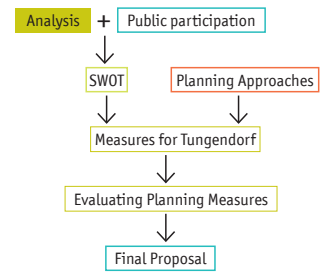 Analysis + Public participation
SWOT
Planning Approaches
Measures for Tungendorf
Evaluating Planning Measures
Final Proposal